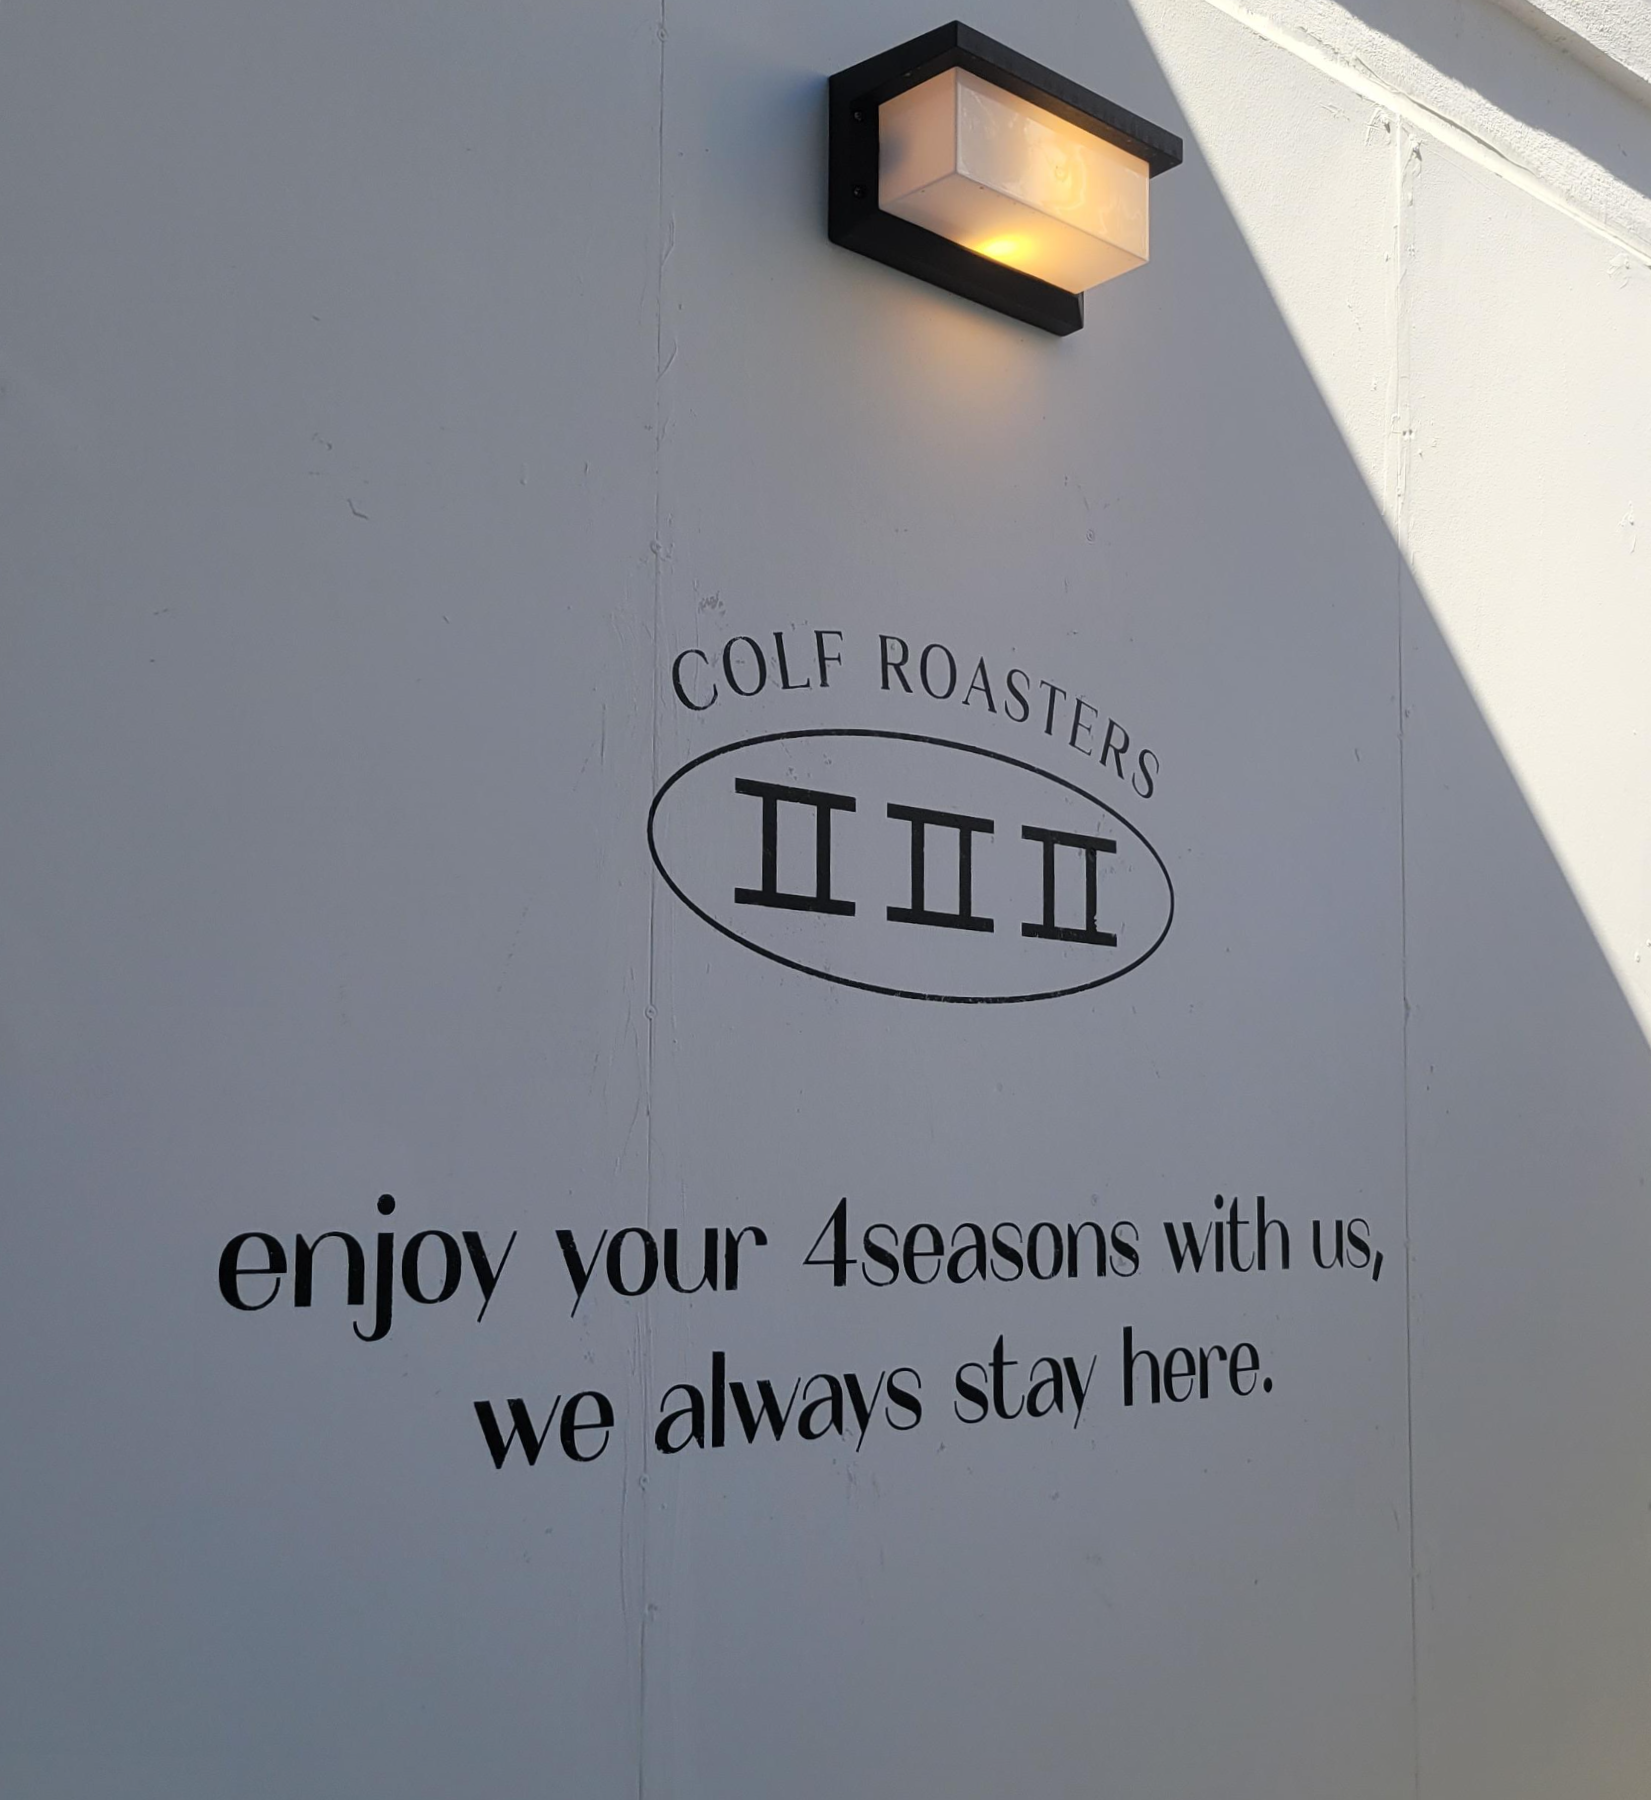 COLF ROASTERS
II II II
enjoy your 4seasons with us,
we always stay here.